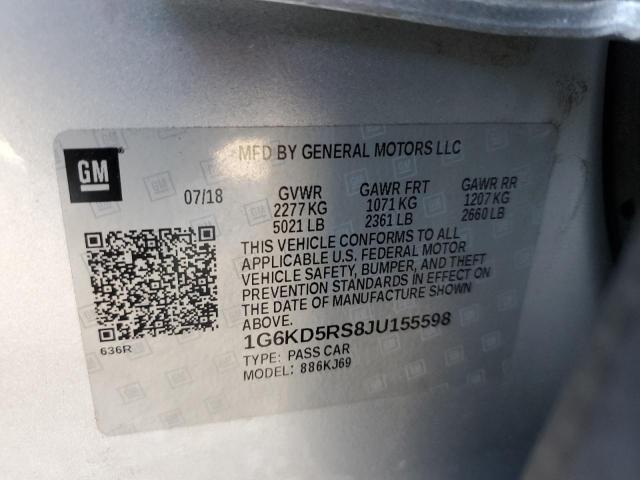 MFD BY GENERAL MOTORS LLC
GM
07/18 GVWR GAWR FRT GAWR RR
2277 KG 1071 KG 1207 KG
5021 LB 2361 LB 2660 LB
THIS VEHICLE CONFORMS TO ALL
APPLICABLE U.S. FEDERAL MOTOR
VEHICLE SAFETY, BUMPER, AND THEFT
PREVENTION STANDARDS IN EFFECT ON
THE DATE OF MANUFACTURE SHOWN
ABOVE.
636R
1G6KD5RS8JU155598
TYPE: PASS CAR
MODEL: 886KJ69